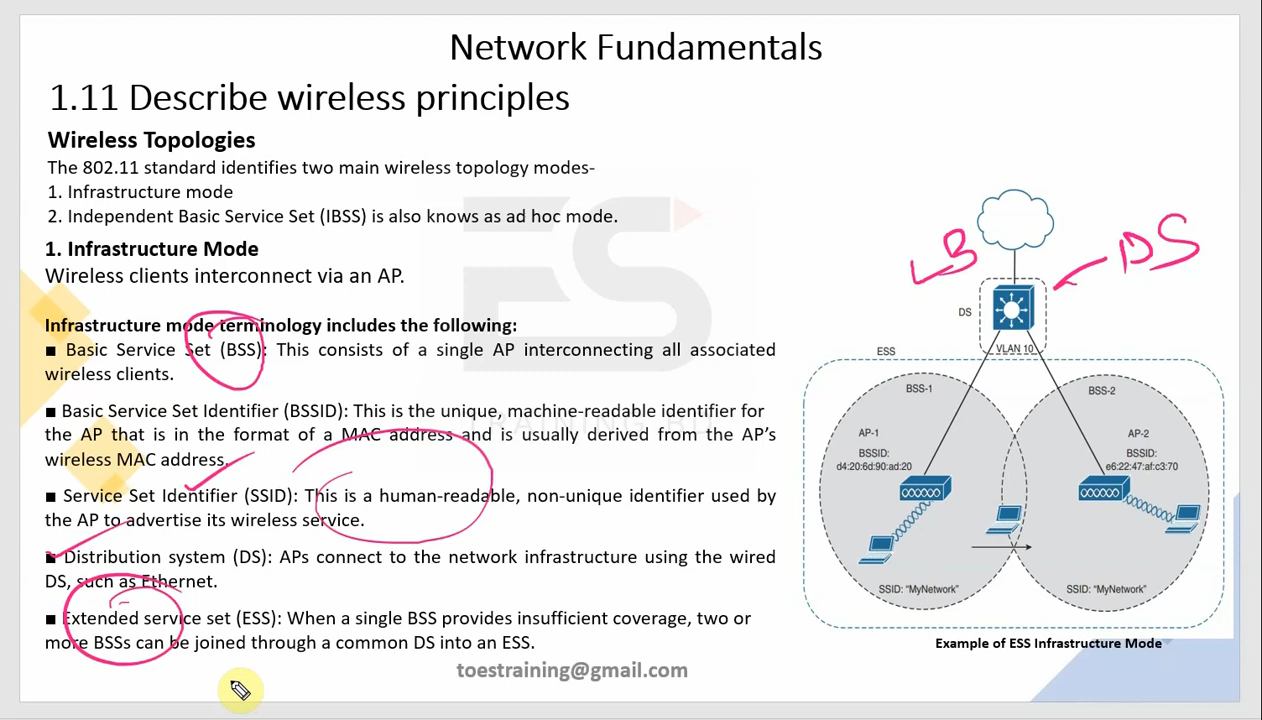 Network Fundamentals
1.11 Describe wireless principles
Wireless Topologies
The 802.11 standard identifies two main wireless topology modes-
1. Infrastructure mode
2. Independent Basic Service Set (IBSS) is also knows as ad hoc mode.
1. Infrastructure Mode
Wireless clients interconnect via an AP.
Infrastructure mode terminology includes the following:
■ Basic Service Set (BSS): This consists of a single AP interconnecting all associated
wireless clients.
■ Basic Service Set Identifier (BSSID): This is the unique, machine-readable identifier for
the AP that is in the format of a MAC address and is usually derived from the AP's
wireless MAC address.
■ Service Set Identifier (SSID): This is a human-readable, non-unique identifier used by
the AP to advertise its wireless service.
■ Distribution system (DS): APs connect to the network infrastructure using the wired
DS, such as Ethernet.
■ Extended service set (ESS): When a single BSS provides insufficient coverage, two or
more BSSs can be joined through a common DS into an ESS.
toestraining@gmail.com
DS
DS
VLAN 10
ESS
BSS-1
BSS-2
AP-1
BSSID:
d4:20:6d:90:ad:20
AP-2
BSSID:
e6:22:47:af:c3:70
SSID: "MyNetwork"
SSID: "MyNetwork"
Example of ESS Infrastructure Mode